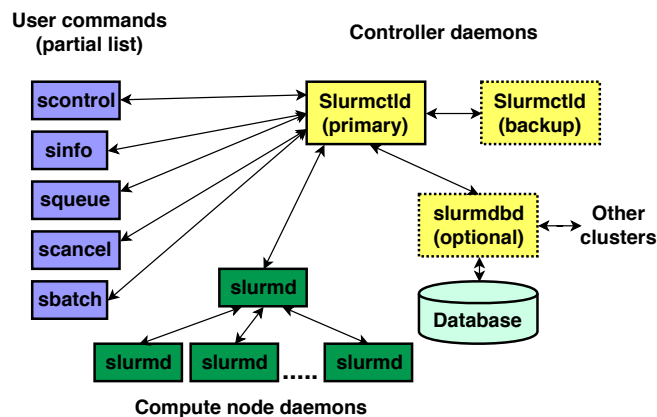 User commands
(partial list)
Controller daemons
scontrol
sinfo
squeue
scancel
sbatch
Slurmctld
(primary)
Slurmctld
(backup)
slurmdbd
(optional)
Other
clusters
Database
slurmd
slurmd
slurmd
.....
slurmd
Compute node daemons